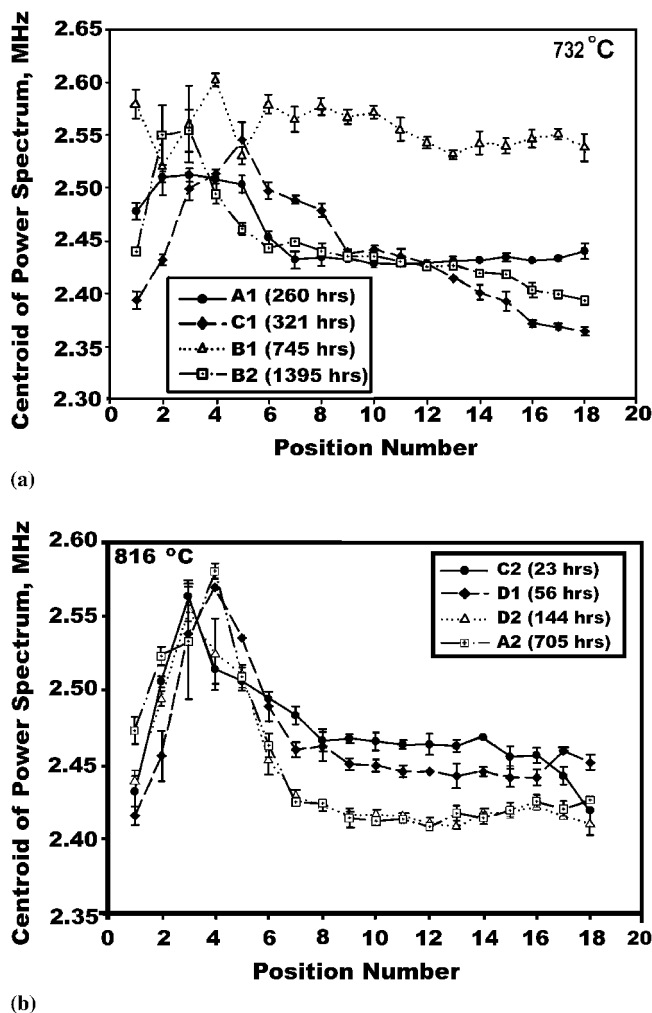 2.65
732 °C
2.60
2.55
2.50
2.45
2.40
2.35
2.30
Centroid of Power Spectrum, MHz
A1 (260 hrs)
C1 (321 hrs)
B1 (745 hrs)
B2 (1395 hrs)
0 2 4 6 8 10 12 14 16 18 20
Position Number
(a)
2.60
816 °C
2.55
2.50
2.45
2.40
2.35
Centroid of Power Spectrum, MHz
C2 (23 hrs)
D1 (56 hrs)
D2 (144 hrs)
A2 (705 hrs)
0 2 4 6 8 10 12 14 16 18 20
Position Number
(b)